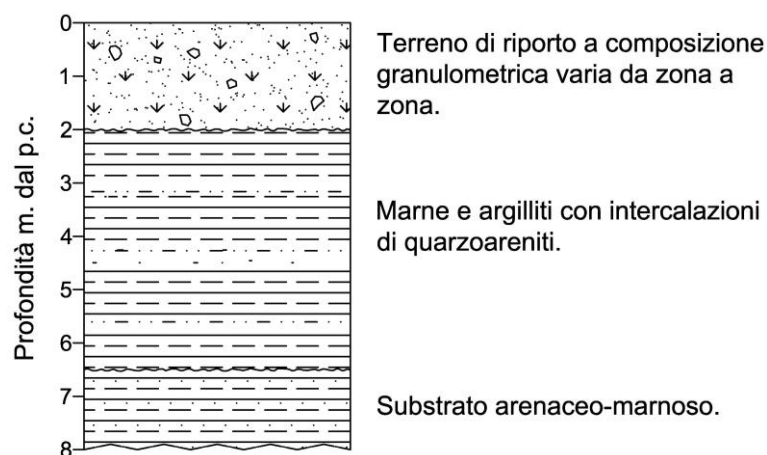 0
1
2
3
4
5
6
7
8
Profondità m. dal p.c.
Terreno di riporto a composizione
granulometrica varia da zona a
zona.
Marne e argilliti con intercalazioni
di quarzoareniti.
Substrato arenaceo-marnoso.